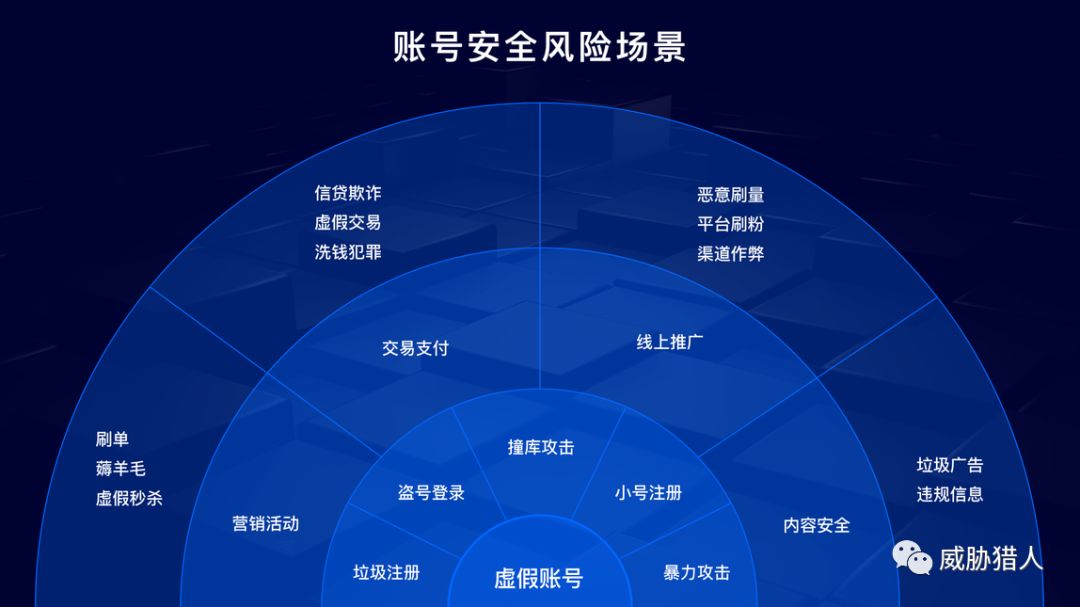 账号安全风险场景
信贷欺诈
虚假交易
洗钱犯罪
恶意刷量
平台刷粉
渠道作弊
交易支付
线上推广
刷单
薅羊毛
虚假秒杀
撞库攻击
盗号登录
小号注册
垃圾广告
违规信息
营销活动
内容安全
垃圾注册
虚假账号
暴力攻击
威胁猎人